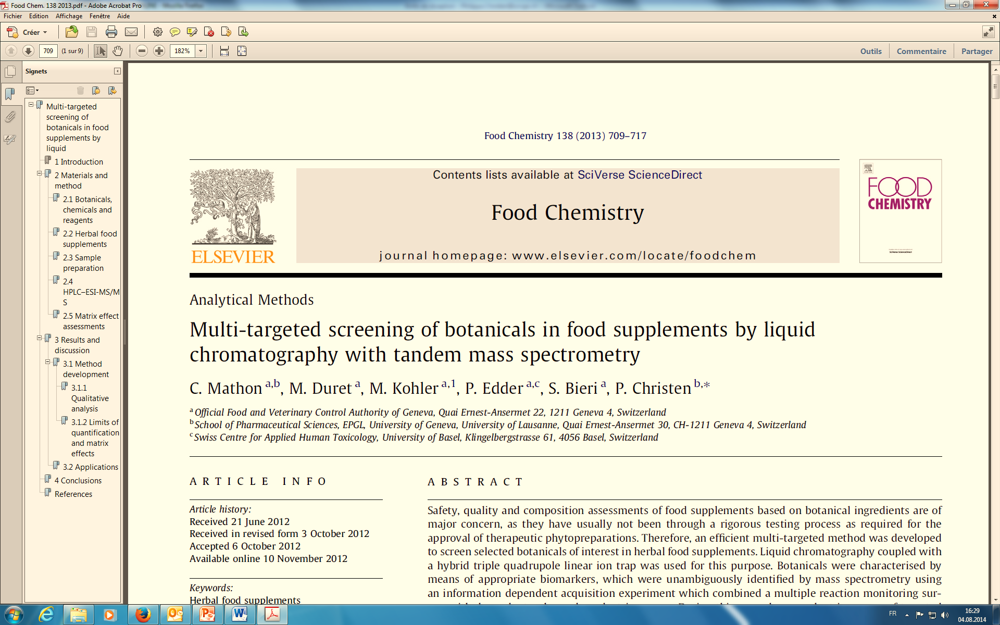 Food Chem. 138 2013.pdf - Adobe Acrobat Pro
Fichier Edition Affichage Fenêtre Aide
Créer
709 (1 sur 9) 182% Outils Commentaire Partager
Signets
Multi-targeted
screening of
botanicals in food
supplements by
liquid
1 Introduction
2 Materials and
method
2.1 Botanicals,
chemicals and
reagents
2.2 Herbal food
supplements
2.3 Sample
preparation
2.4
HPLC–ESI-MS/M
S
2.5 Matrix effect
assessments
3 Results and
discussion
3.1 Method
development
3.1.1
Qualitative
analysis
3.1.2 Limits of
quantification
and matrix
effects
3.2 Applications
4 Conclusions
References
Food Chemistry 138 (2013) 709–717
NON SOLUS
ELSEVIER
Contents lists available at SciVerse ScienceDirect
Food Chemistry
journal homepage: www.elsevier.com/locate/foodchem
FOOD
CHEMISTRY
SciVerse ScienceDirect
Analytical Methods
Multi-targeted screening of botanicals in food supplements by liquid
chromatography with tandem mass spectrometry
C. Mathon a,b, M. Duret a, M. Kohler a,1, P. Edder a,c, S. Bieri a, P. Christen b,*
a Official Food and Veterinary Control Authority of Geneva, Quai Ernest-Ansermet 22, 1211 Geneva 4, Switzerland
b School of Pharmaceutical Sciences, EPGL, University of Geneva, University of Lausanne, Quai Ernest-Ansermet 30, CH-1211 Geneva 4, Switzerland
c Swiss Centre for Applied Human Toxicology, University of Basel, Klingelbergstrasse 61, 4056 Basel, Switzerland
ARTICLE INFO
Article history:
Received 21 June 2012
Received in revised form 3 October 2012
Accepted 6 October 2012
Available online 10 November 2012
Keywords:
Herbal food supplements
ABSTRACT
Safety, quality and composition assessments of food supplements based on botanical ingredients are of
major concern, as they have usually not been through a rigorous testing process as required for the
approval of therapeutic phytopreparations. Therefore, an efficient multi-targeted method was developed
to screen selected botanicals of interest in herbal food supplements. Liquid chromatography coupled with
a hybrid triple quadrupole linear ion trap was used for this purpose. Botanicals were characterised by
means of appropriate biomarkers, which were unambiguously identified by mass spectrometry using
an information dependent acquisition experiment which combined a multiple reaction monitoring sur-
FR
16:29
04.08.2014